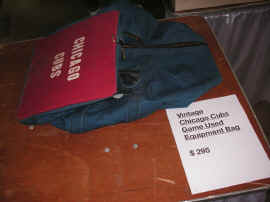 CHICAGO
CUBS
Vintage
Chicago Cubs
Game Used
Equipment Bag
$ 295